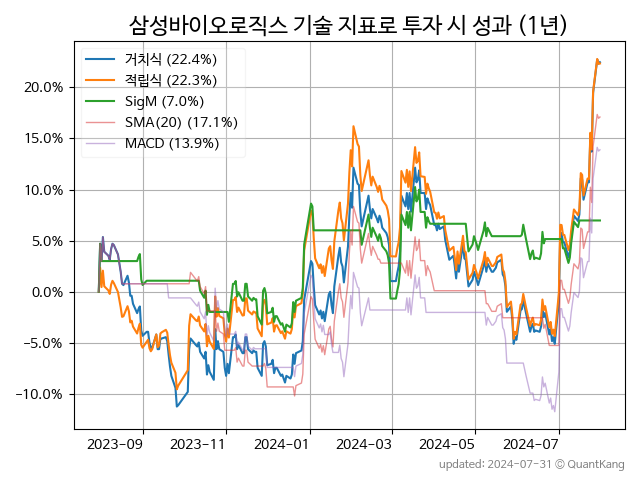 삼성바이오로직스 기술 지표로 투자 시 성과 (1년)
거치식 (22.4%)
적립식 (22.3%)
SigM (7.0%)
SMA(20) (17.1%)
MACD (13.9%)
20.0%
15.0%
10.0%
5.0%
0.0%
−5.0%
−10.0%
2023-09 2023-11 2024-01 2024-03 2024-05 2024-07
updated: 2024-07-31 © QuantKang